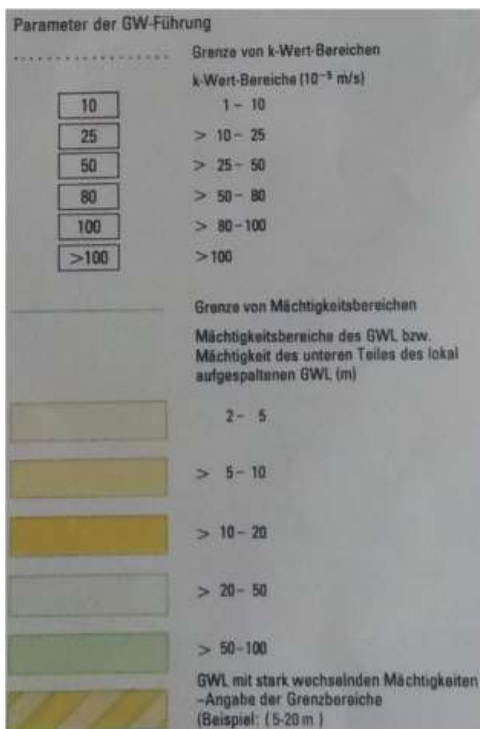 Parameter der GW-Führung
Grenze von k-Wert-Bereichen
k-Wert-Bereiche (10⁻⁵ m/s)
10 1 - 10
25 > 10 - 25
50 > 25 - 50
80 > 50 - 80
100 > 80 - 100
>100 > 100
Grenze von Mächtigkeitsbereichen
Mächtigkeitsbereiche des GWL bzw.
Mächtigkeit des unteren Teiles des lokal
aufgespaltenen GWL (m)
2 - 5
> 5 - 10
> 10 - 20
> 20 - 50
> 50 - 100
GWL mit stark wechselnden Mächtigkeiten
-Angabe der Grenzbereiche
(Beispiel: ( 5-20 m )